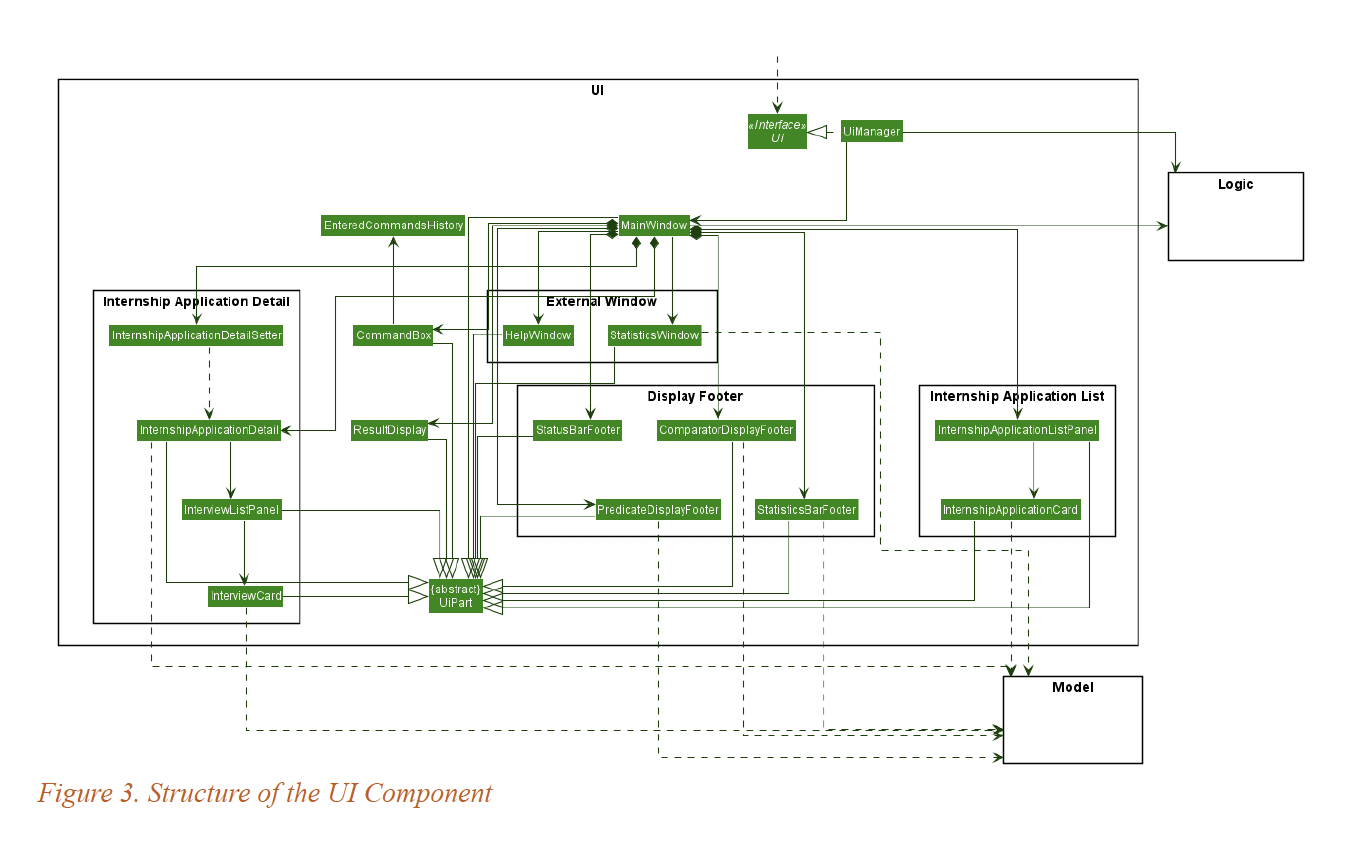 UI
«Interface»
UI
UiManager
Logic
EnteredCommandsHistory
MainWindow
Internship Application Detail
External Window
InternshipApplicationDetailSetter
CommandBox
HelpWindow
StatisticsWindow
Display Footer
Internship Application List
InternshipApplicationDetail
ResultDisplay
StatusBarFooter
ComparatorDisplayFooter
InternshipApplicationListPanel
InterviewListPanel
PredicateDisplayFooter
StatisticsBarFooter
InternshipApplicationCard
InterviewCard
{abstract}
UiPart
Model
Figure 3. Structure of the UI Component